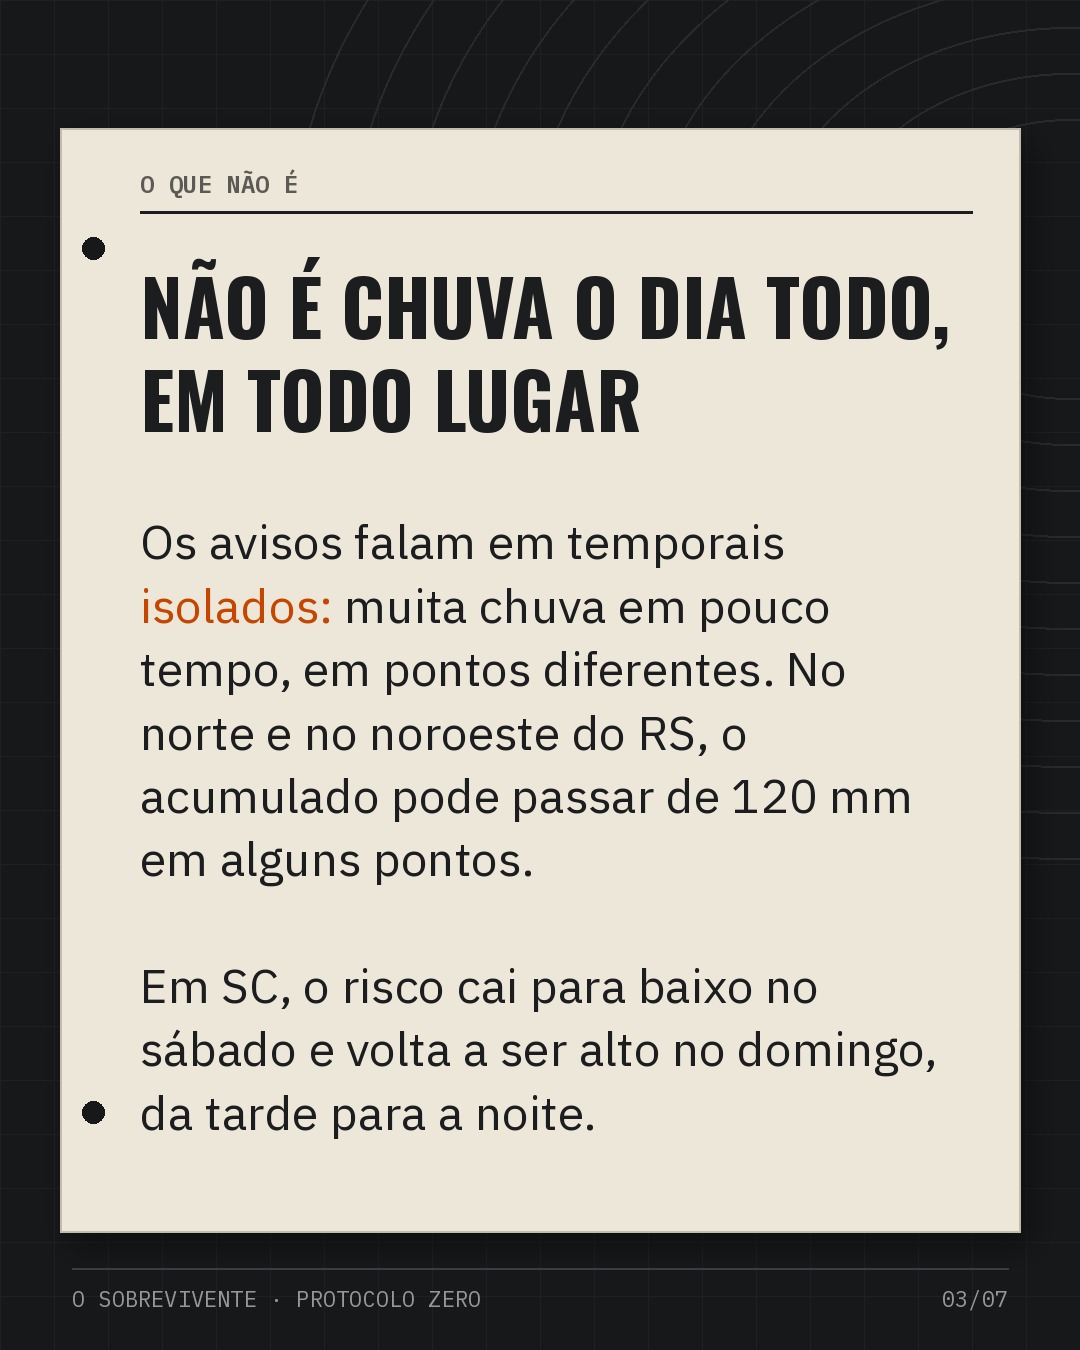 O QUE NÃO É
NÃO É CHUVA O DIA TODO,
EM TODO LUGAR
Os avisos falam em temporais
isolados: muita chuva em pouco
tempo, em pontos diferentes. No
norte e no noroeste do RS, o
acumulado pode passar de 120 mm
em alguns pontos.
Em SC, o risco cai para baixo no
sábado e volta a ser alto no domingo,
da tarde para a noite.
O SOBREVIVENTE · PROTOCOLO ZERO
03/07